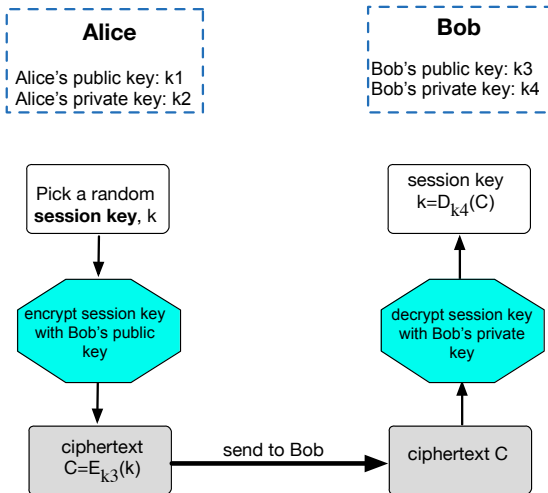 Alice
Alice's public key: k1
Alice's private key: k2
Bob
Bob's public key: k3
Bob's private key: k4
Pick a random
session key, k
encrypt session key
with Bob's public
key
ciphertext
C=E_k3(k)
send to Bob
ciphertext C
decrypt session key
with Bob's private
key
session key
k=D_k4(C)